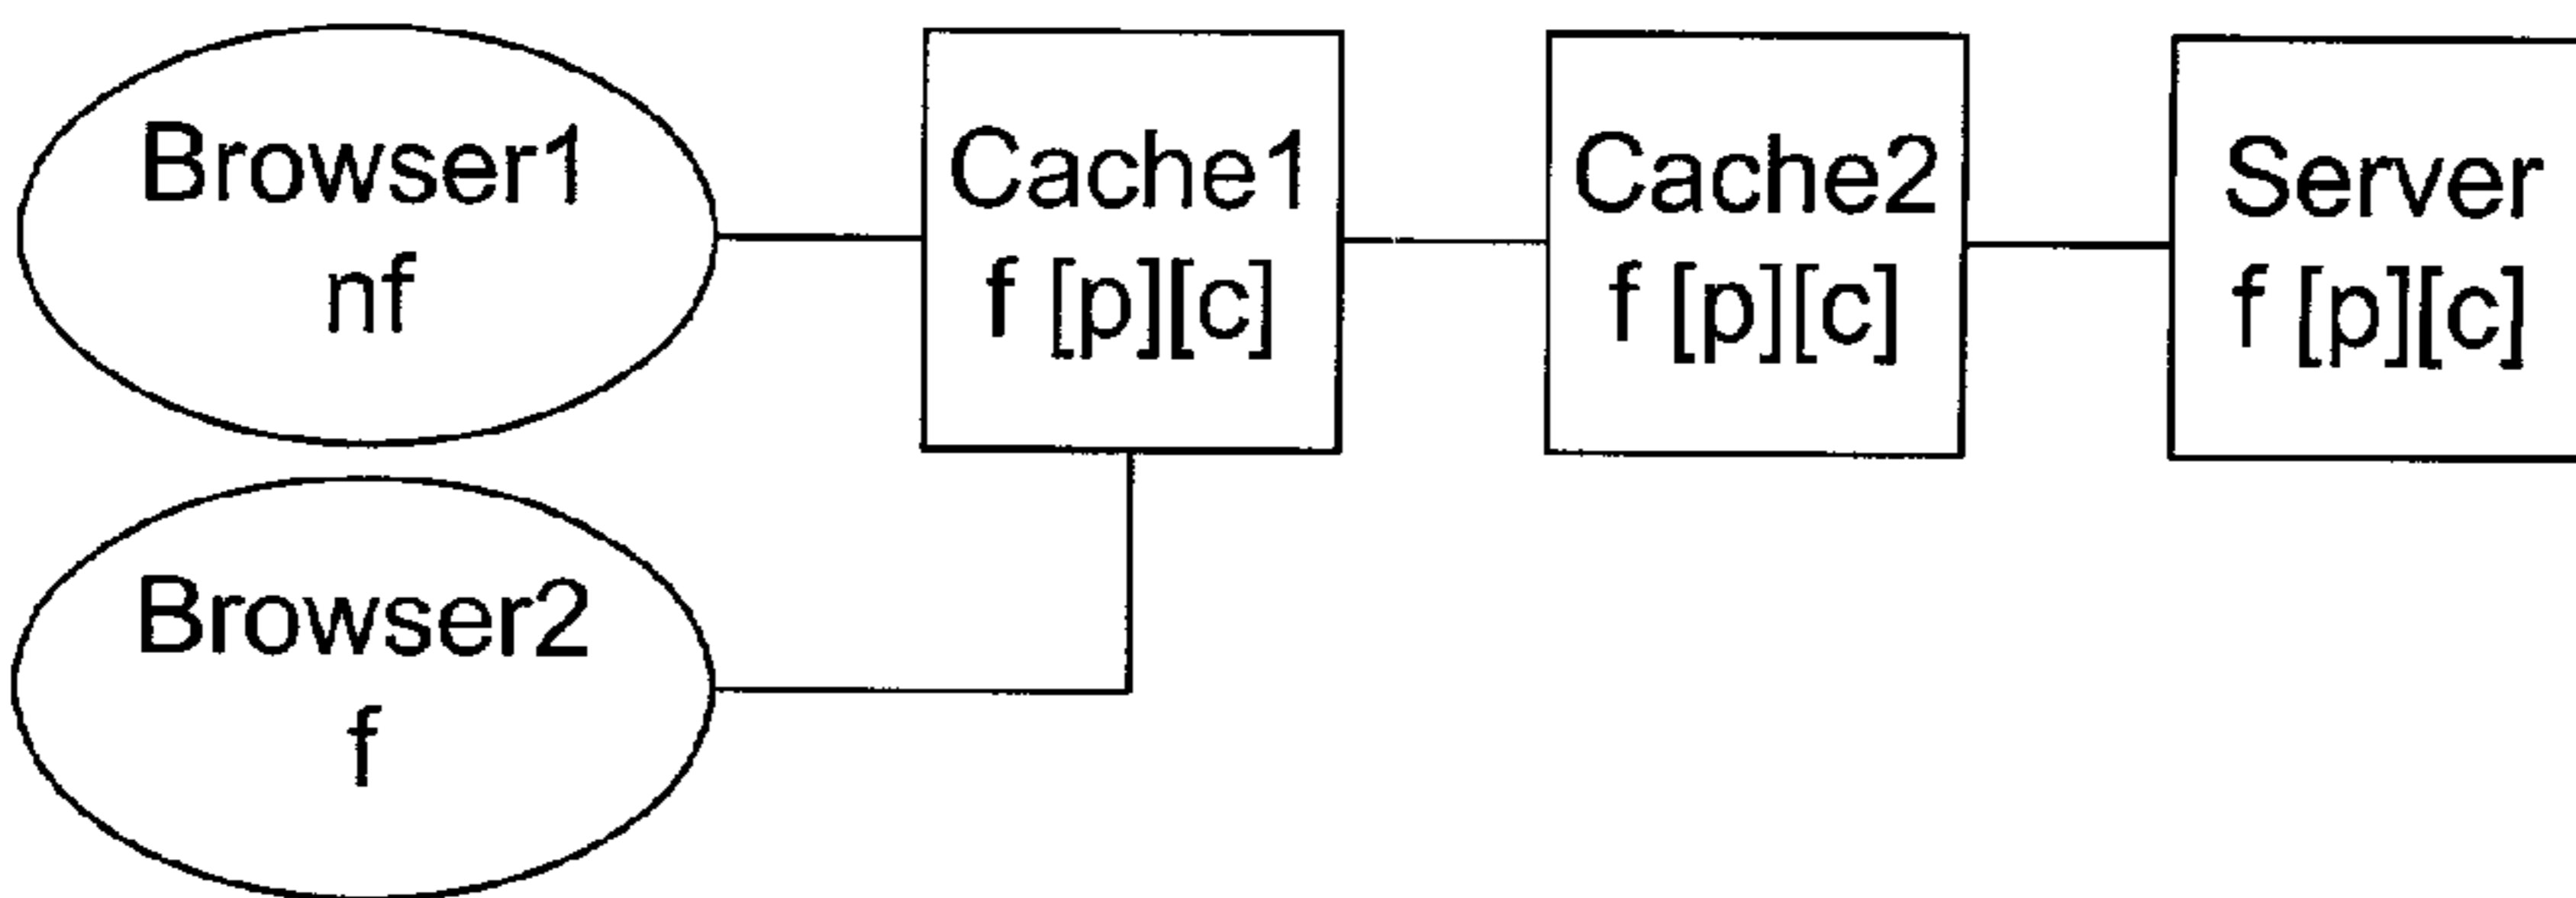 Browser1
nf
Cache1
f [p][c]
Cache2
f [p][c]
Server
f [p][c]
Browser2
f